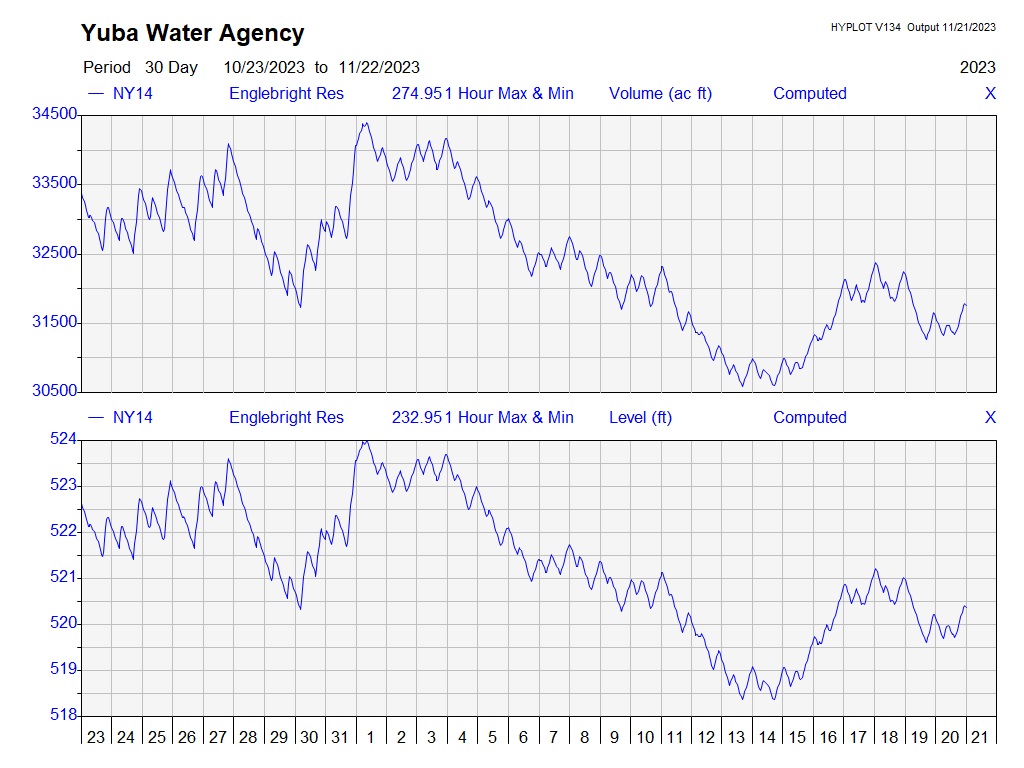 Yuba Water Agency
HYPLOT V134 Output 11/21/2023
Period 30 Day 10/23/2023 to 11/22/2023 2023
NY14 Englebright Res 274.951 Hour Max & Min Volume (ac ft) Computed X
34500
33500
32500
31500
30500
NY14 Englebright Res 232.951 Hour Max & Min Level (ft) Computed X
524
523
522
521
520
519
518
23 24 25 26 27 28 29 30 31 1 2 3 4 5 6 7 8 9 10 11 12 13 14 15 16 17 18 19 20 21